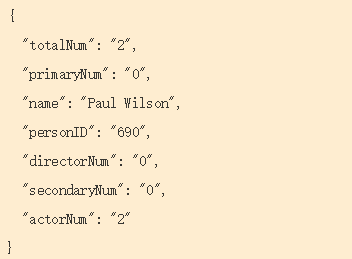 {
"totalNum": "2",
"primaryNum": "0",
"name": "Paul Wilson",
"personID": "690",
"directorNum": "0",
"secondaryNum": "0",
"actorNum": "2"
}